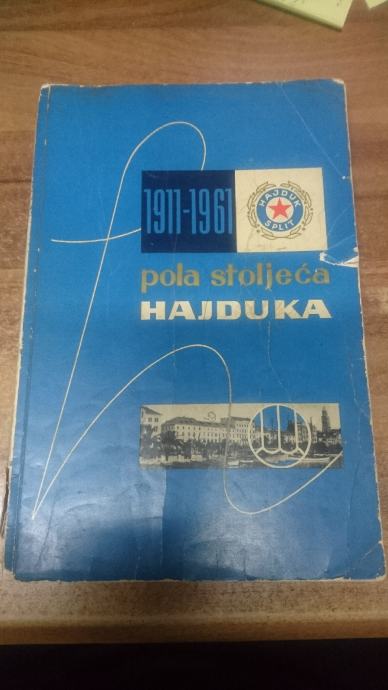 1911-1961
HAJDUK
SPLIT
pola stoljeća
HAJDUKA